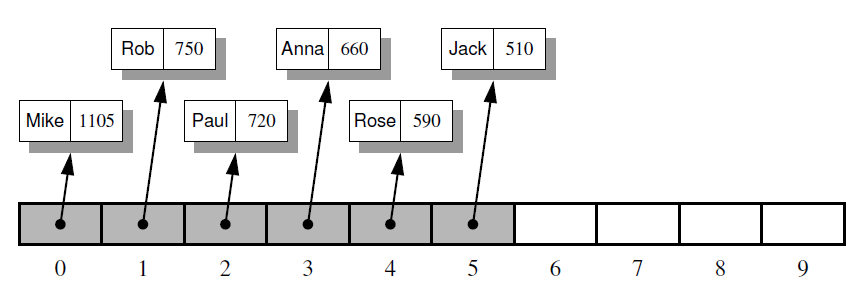 Rob 750
Anna 660
Jack 510
Mike 1105
Paul 720
Rose 590
0 1 2 3 4 5 6 7 8 9